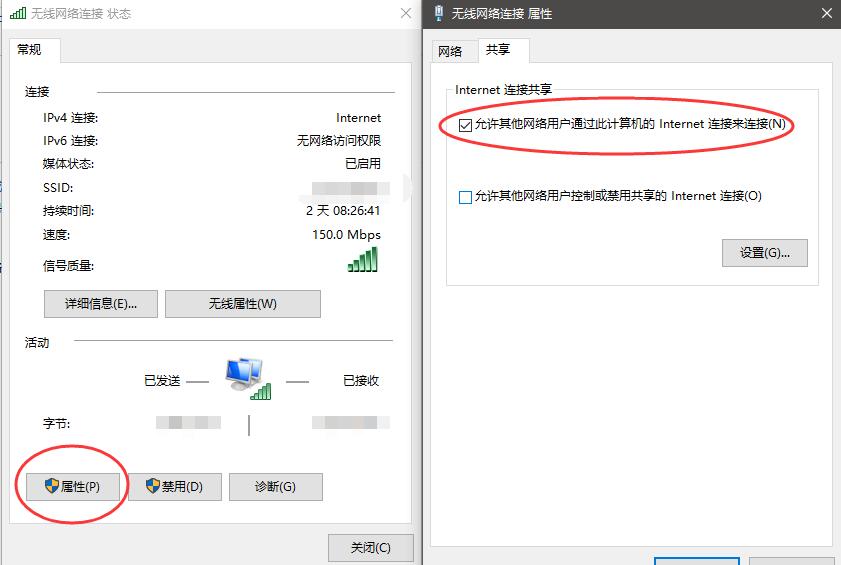 无线网络连接 状态
常规
连接
IPv4 连接: Internet
IPv6 连接: 无网络访问权限
媒体状态: 已启用
SSID:
持续时间: 2 天 08:26:41
速度: 150.0 Mbps
信号质量:
详细信息(E)... 无线属性(W)
活动
已发送 已接收
字节:
属性(P) 禁用(D) 诊断(G)
关闭(C)
无线网络连接 属性
网络 共享
Internet 连接共享
允许其他网络用户通过此计算机的 Internet 连接来连接(N)
允许其他网络用户控制或禁用共享的 Internet 连接(O)
设置(G)...